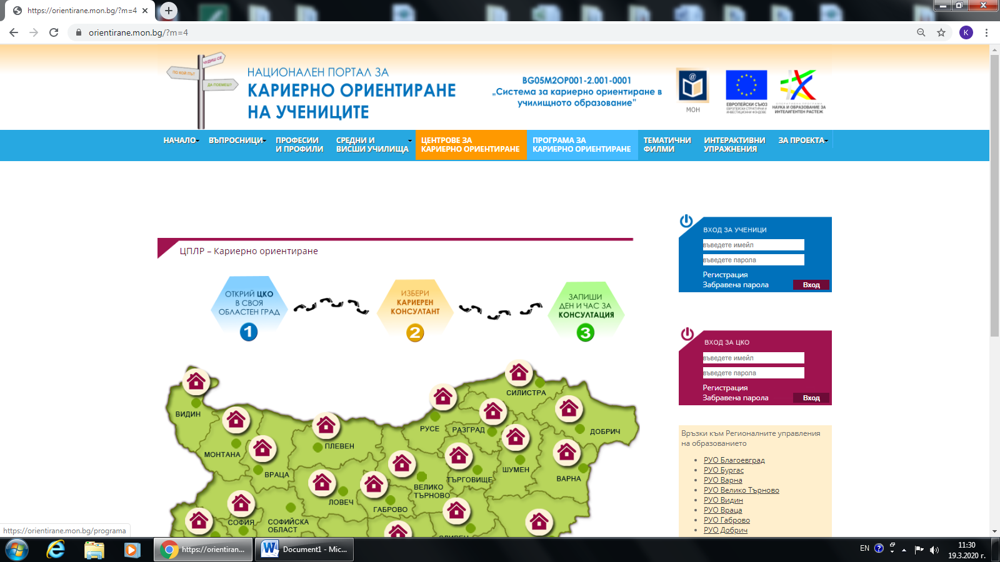 https://orientirane.mon.bg/?m=4
orientirane.mon.bg/?m=4
K
ЧУДИШ СЕ
ПО КОЙ ПЪТ
ДА ПОЕМЕШ?
НАЦИОНАЛЕН ПОРТАЛ ЗА
КАРИЕРНО ОРИЕНТИРАНЕ
НА УЧЕНИЦИТЕ
BG05M2OP001-2.001-0001
„Система за кариерно ориентиране в
училищното образование”
МОН
ЕВРОПЕЙСКИ СЪЮЗ
ЕВРОПЕЙСКИ СТРУКТУРНИ И
ИНВЕСТИЦИОННИ ФОНДОВЕ
ОПЕРАТИВНА ПРОГРАМА
НАУКА И ОБРАЗОВАНИЕ ЗА
ИНТЕЛИГЕНТЕН РАСТЕЖ
НАЧАЛО
ВЪПРОСНИЦИ
ПРОФЕСИИ
И ПРОФИЛИ
СРЕДНИ И
ВИСШИ УЧИЛИЩА
ЦЕНТРОВЕ ЗА
КАРИЕРНО ОРИЕНТИРАНЕ
ПРОГРАМА ЗА
КАРИЕРНО ОРИЕНТИРАНЕ
ТЕМАТИЧНИ
ФИЛМИ
ИНТЕРАКТИВНИ
УПРАЖНЕНИЯ
ЗА ПРОЕКТА
ЦПЛР – Кариерно ориентиране
ОТКРИЙ ЦКО
В СВОЯ
ОБЛАСТЕН ГРАД
1
ИЗБЕРИ
КАРИЕРЕН
КОНСУЛТАНТ
2
ЗАПИШИ
ДЕН И ЧАС ЗА
КОНСУЛТАЦИЯ
3
ВИДИН
МОНТАНА
ВРАЦА
ПЛЕВЕН
ЛОВЕЧ
ГАБРОВО
ВЕЛИКО
ТЪРНОВО
РУСЕ
РАЗГРАД
СИЛИСТРА
ДОБРИЧ
ШУМЕН
ТЪРГОВИЩЕ
ВАРНА
СОФИЯ
СОФИЙСКА
ОБЛАСТ
СЛИВЕН
ВХОД ЗА УЧЕНИЦИ
въведете имейл
въведете парола
Регистрация
Забравена парола
Вход
ВХОД ЗА ЦКО
въведете имейл
въведете парола
Регистрация
Забравена парола
Вход
Връзки към Регионалните управления
на образованието
РУО Благоевград
РУО Бургас
РУО Варна
РУО Велико Търново
РУО Видин
РУО Враца
РУО Габрово
РУО Добрич
https://orientirane.mon.bg/programa
https://orientiran...
Document1 - Mic...
EN
11:30
19.3.2020 г.